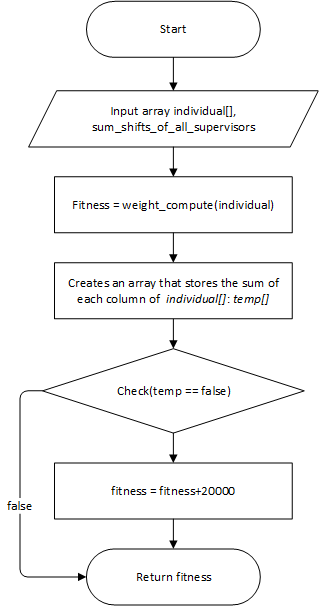 Start
Input array individual[],
sum_shifts_of_all_supervisors
Fitness = weight_compute(individual)
Creates an array that stores the sum of
each column of individual[]: temp[]
Check(temp == false)
fitness = fitness+20000
false
Return fitness